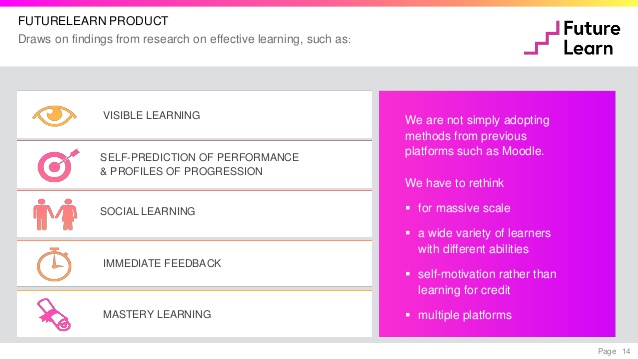 FUTURELEARN PRODUCT
Draws on findings from research on effective learning, such as:
Future
Learn
VISIBLE LEARNING
SELF-PREDICTION OF PERFORMANCE
& PROFILES OF PROGRESSION
SOCIAL LEARNING
IMMEDIATE FEEDBACK
MASTERY LEARNING
We are not simply adopting
methods from previous
platforms such as Moodle.
We have to rethink
▪ for massive scale
▪ a wide variety of learners
with different abilities
▪ self-motivation rather than
learning for credit
▪ multiple platforms
Page 14